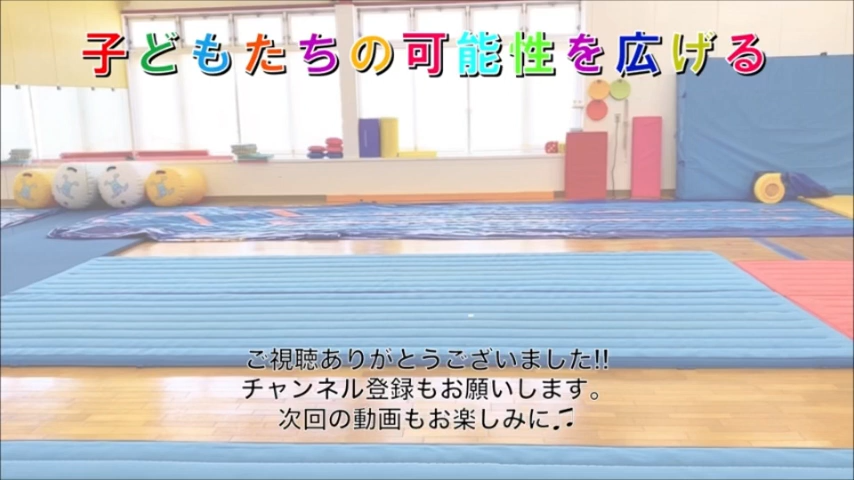 子どもたちの可能性を広げる
ご視聴ありがとうございました!!
チャンネル登録もお願いします。
次回の動画もお楽しみに♫